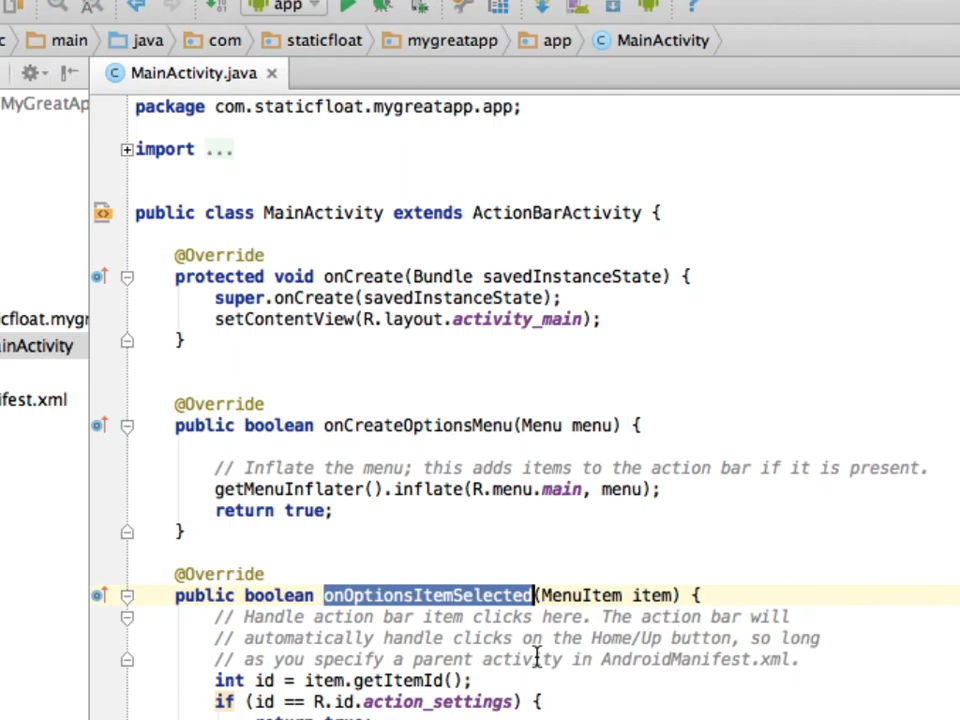 app
c main java com staticfloat mygreatapp app C MainActivity
C MainActivity.java
MyGreatAp
package com.staticfloat.mygreatapp.app;
import ...
public class MainActivity extends ActionBarActivity {
@Override
protected void onCreate(Bundle savedInstanceState) {
super.onCreate(savedInstanceState);
cfloat.mygr
setContentView(R.layout.activity_main);
inActivity
}
ifest.xml
@Override
public boolean onCreateOptionsMenu(Menu menu) {
// Inflate the menu; this adds items to the action bar if it is present.
getMenuInflater().inflate(R.menu.main, menu);
return true;
}
@Override
public boolean onOptionsItemSelected(MenuItem item) {
// Handle action bar item clicks here. The action bar will
// automatically handle clicks on the Home/Up button, so long
// as you specify a parent activity in AndroidManifest.xml.
int id = item.getItemId();
if (id == R.id.action_settings) {
return true;